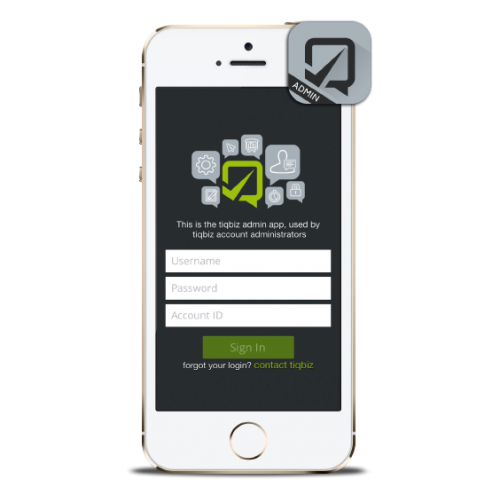 ADMIN
This is the tiqbiz admin app, used by
tiqbiz account administrators
Username
Password
Account ID
Sign In
forgot your login? contact tiqbiz